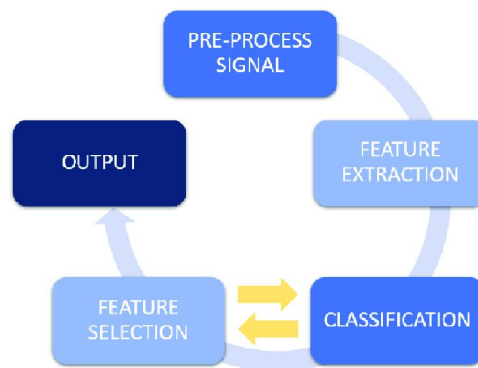 PRE-PROCESS
SIGNAL
FEATURE
EXTRACTION
CLASSIFICATION
FEATURE
SELECTION
OUTPUT